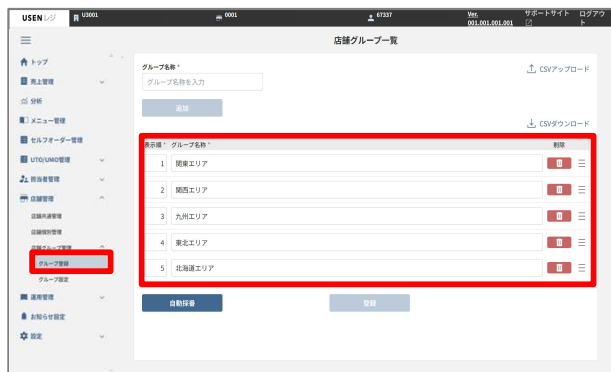 USEN レジ U3001 0001 67337 Ver. 001.001.001.001 サポートサイト ログアウト
店舗グループ一覧
トップ
売上管理
分析
メニュー管理
セルフオーダー管理
UTO/UMO管理
担当者管理
店舗管理
店舗共通管理
店舗個別管理
店舗グループ管理
グループ登録
グループ設定
運用管理
お知らせ設定
設定
グループ名称 *
グループ名称を入力
追加
CSVアップロード
CSVダウンロード
表示順 * グループ名称 * 削除
1 関東エリア
2 関西エリア
3 九州エリア
4 東北エリア
5 北海道エリア
自動採番 登録